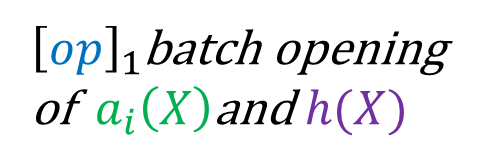 [op]₁ batch opening
of aᵢ(X) and h(X)